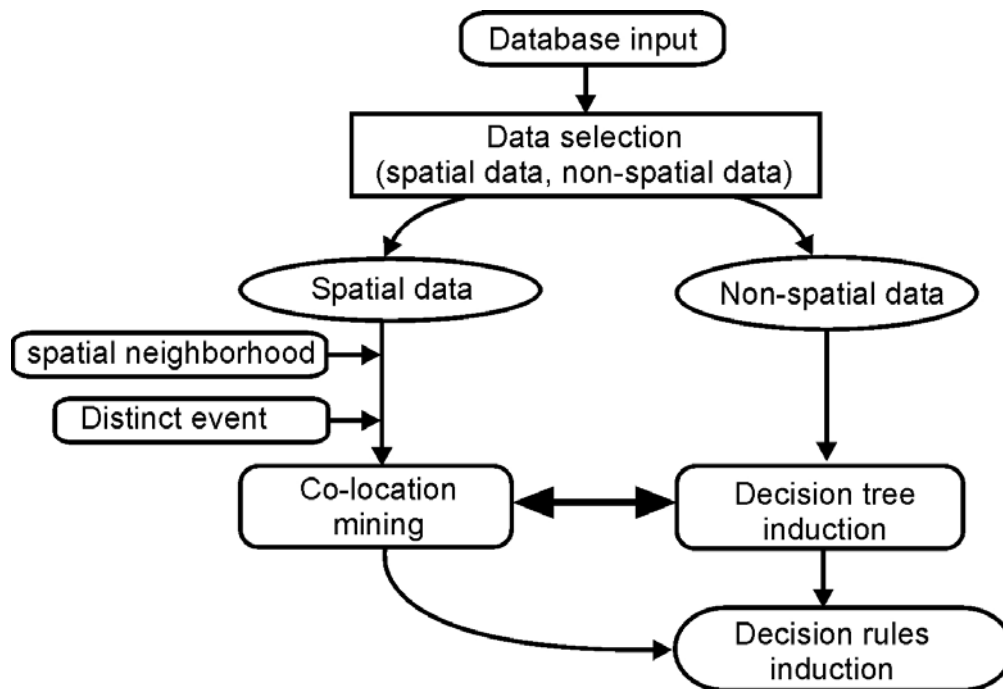 Database input
Data selection
(spatial data, non-spatial data)
Spatial data
Non-spatial data
spatial neighborhood
Distinct event
Co-location
mining
Decision tree
induction
Decision rules
induction